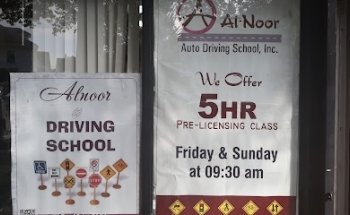 Alnoor
DRIVING
SCHOOL
Al-Noor
Auto Driving School, Inc.
We Offer
5HR
PRE-LICENSING CLASS
Friday & Sunday
at 09:30 am